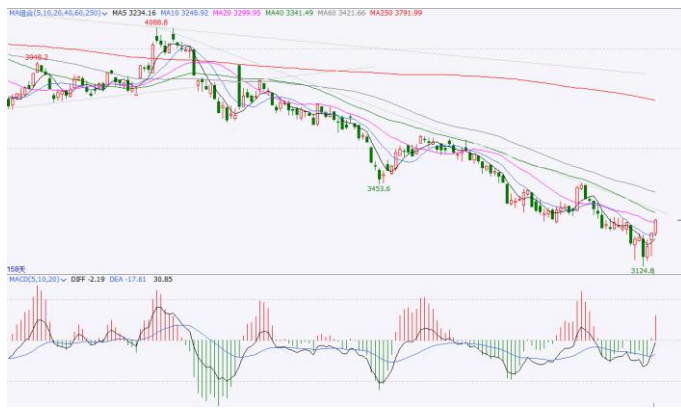 MA组合(5,10,20,40,60,250) MA5 3234.16 MA10 3248.92 MA20 3299.95 MA40 3341.49 MA60 3421.66 MA250 3791.99
4088.8
3948.2
3453.6
3124.8
158天
MACD(5,10,20) DIFF -2.19 DEA -17.61 30.85